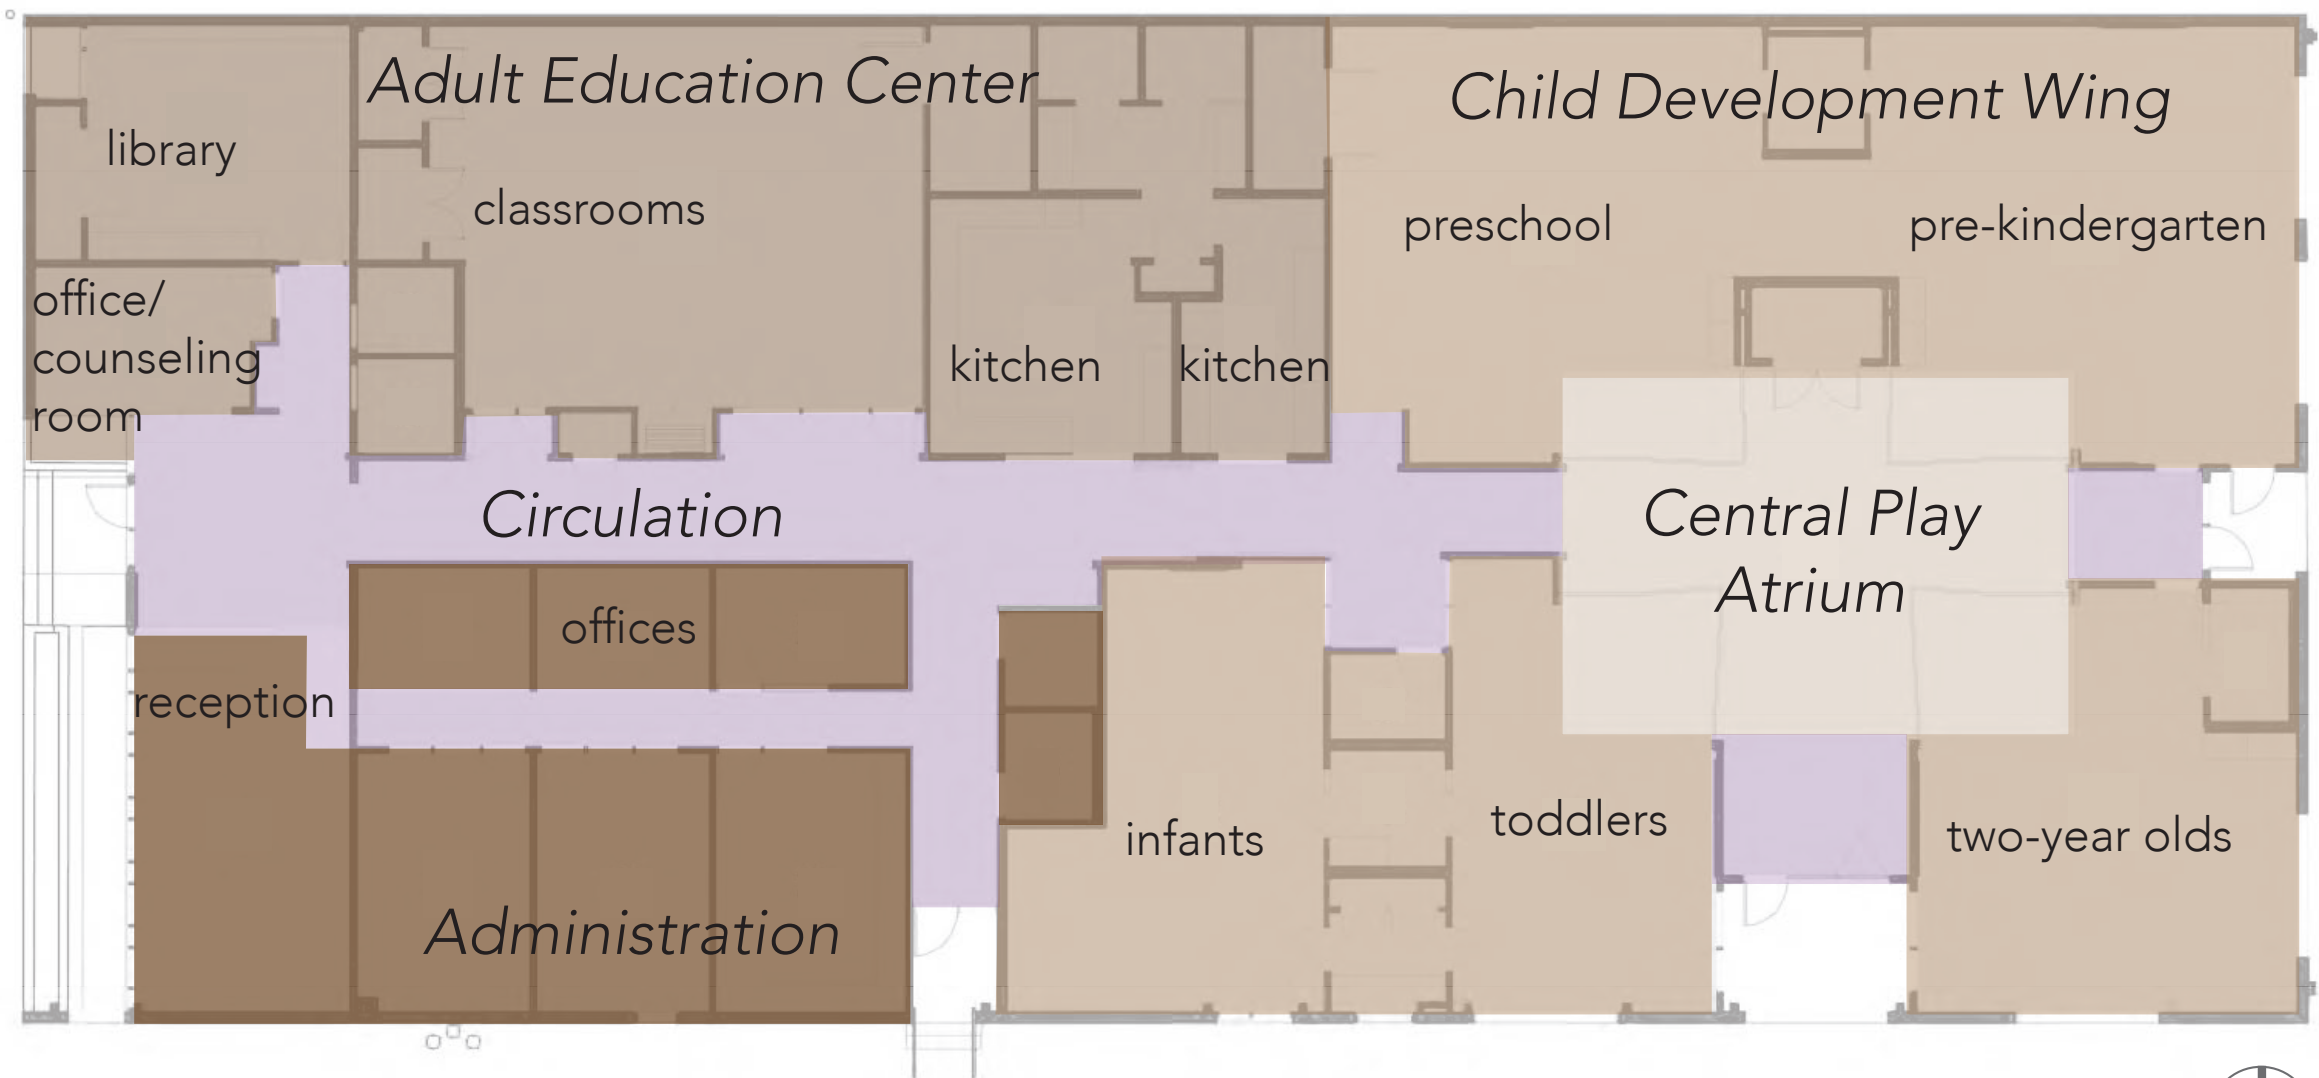 Adult Education Center
Child Development Wing
library
classrooms
preschool
pre-kindergarten
office/
counseling
room
kitchen
kitchen
Circulation
Central Play
Atrium
offices
reception
infants
toddlers
two-year olds
Administration